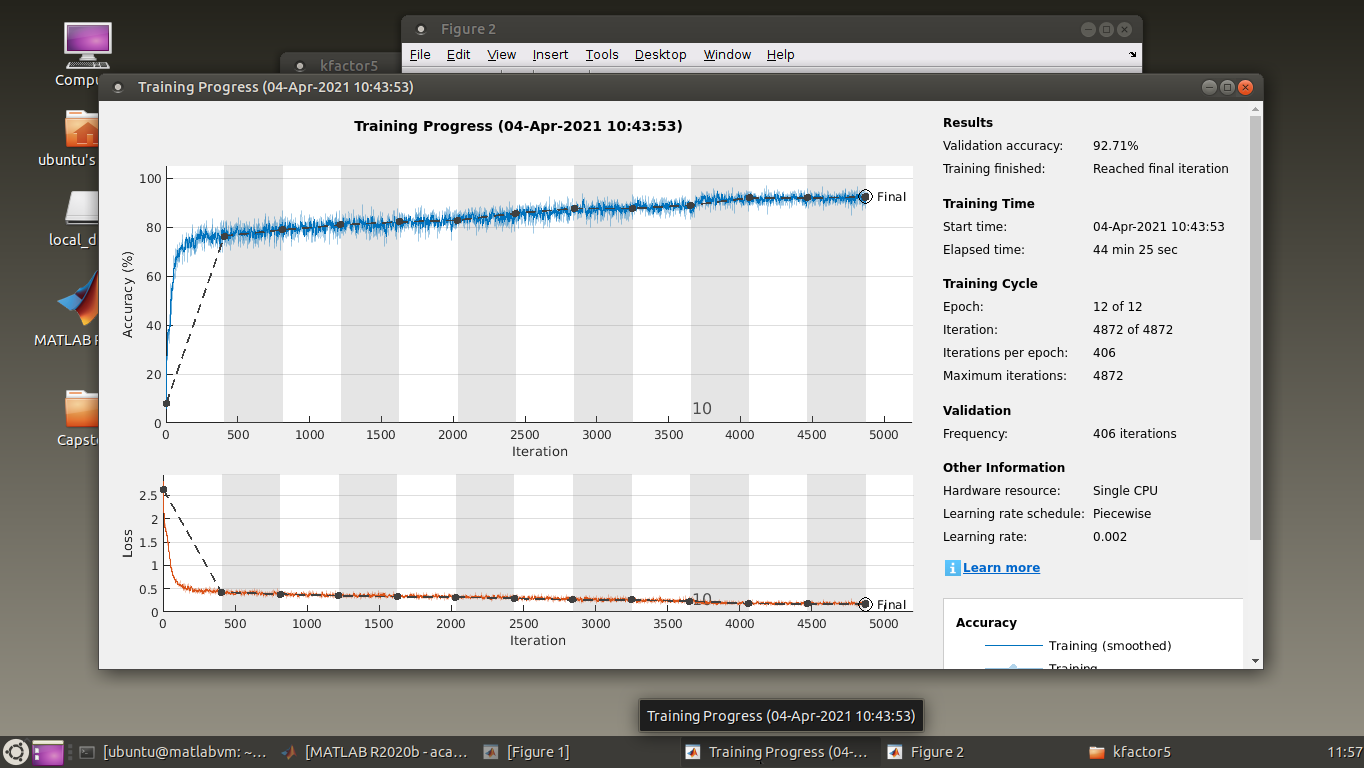 Figure 2
File Edit View Insert Tools Desktop Window Help
kfactor5
Compu
ubuntu's
local_d
MATLAB R
Capst
Training Progress (04-Apr-2021 10:43:53)
Training Progress (04-Apr-2021 10:43:53)
100
80
60
40
20
0
Accuracy (%)
Final
10
0 500 1000 1500 2000 2500 3000 3500 4000 4500 5000
Iteration
2.5
2
1.5
1
0.5
0
Loss
10
Final
0 500 1000 1500 2000 2500 3000 3500 4000 4500 5000
Iteration
Results
Validation accuracy: 92.71%
Training finished: Reached final iteration
Training Time
Start time: 04-Apr-2021 10:43:53
Elapsed time: 44 min 25 sec
Training Cycle
Epoch: 12 of 12
Iteration: 4872 of 4872
Iterations per epoch: 406
Maximum iterations: 4872
Validation
Frequency: 406 iterations
Other Information
Hardware resource: Single CPU
Learning rate schedule: Piecewise
Learning rate: 0.002
Learn more
Accuracy
Training (smoothed)
Training
Training Progress (04-Apr-2021 10:43:53)
[ubuntu@matlabvm: ~... [MATLAB R2020b - aca... [Figure 1] Training Progress (04-... Figure 2 kfactor5 11:57